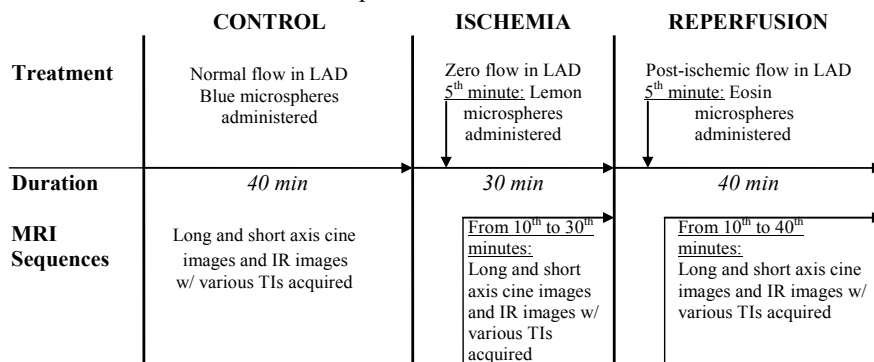 CONTROL
ISCHEMIA
REPERFUSION
Treatment
Normal flow in LAD
Blue microspheres
administered
Zero flow in LAD
5th minute: Lemon
microspheres
administered
Post-ischemic flow in LAD
5th minute: Eosin
microspheres
administered
Duration
40 min
30 min
40 min
MRI
Sequences
Long and short axis cine
images and IR images
w/ various TIs acquired
From 10th to 30th
minutes:
Long and short
axis cine images
and IR images w/
various TIs
acquired
From 10th to 40th
minutes:
Long and short axis cine
images and IR images w/
various TIs acquired